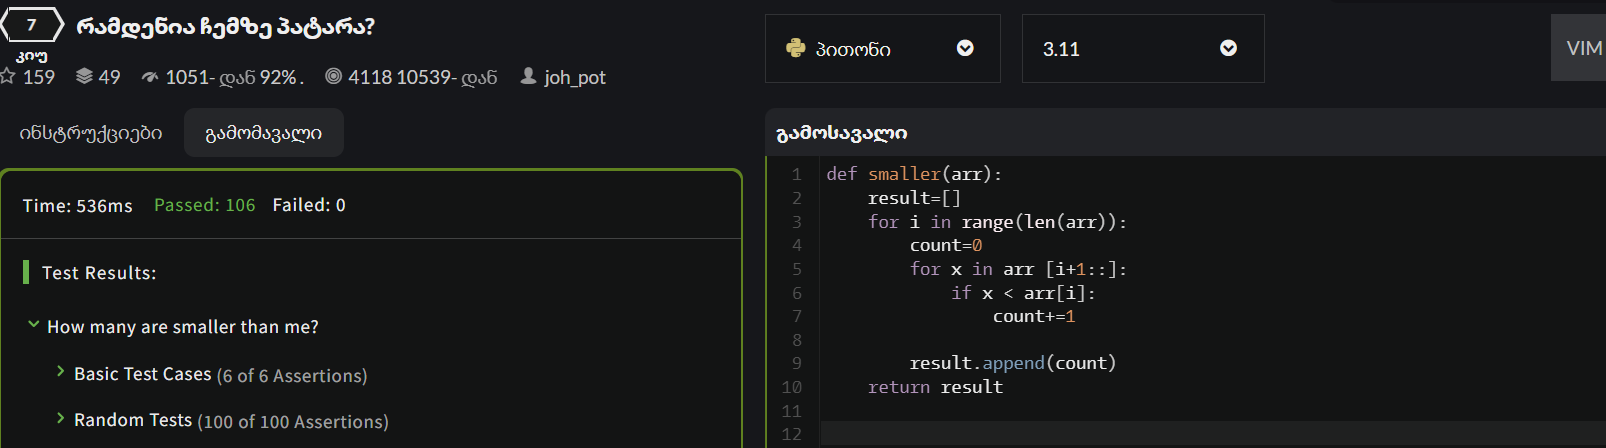 7 რამდენია ჩემზე პატარა?
კიუ
159 49 1051- დან 92% . 4118 10539- დან joh_pot
ინსტრუქციები გამომავალი
Time: 536ms Passed: 106 Failed: 0
Test Results:
How many are smaller than me?
Basic Test Cases (6 of 6 Assertions)
Random Tests (100 of 100 Assertions)
პითონი 3.11 VIM
გამოსავალი
1 def smaller(arr):
2 result=[]
3 for i in range(len(arr)):
4 count=0
5 for x in arr [i+1::]:
6 if x < arr[i]:
7 count+=1
8
9 result.append(count)
10 return result
11
12